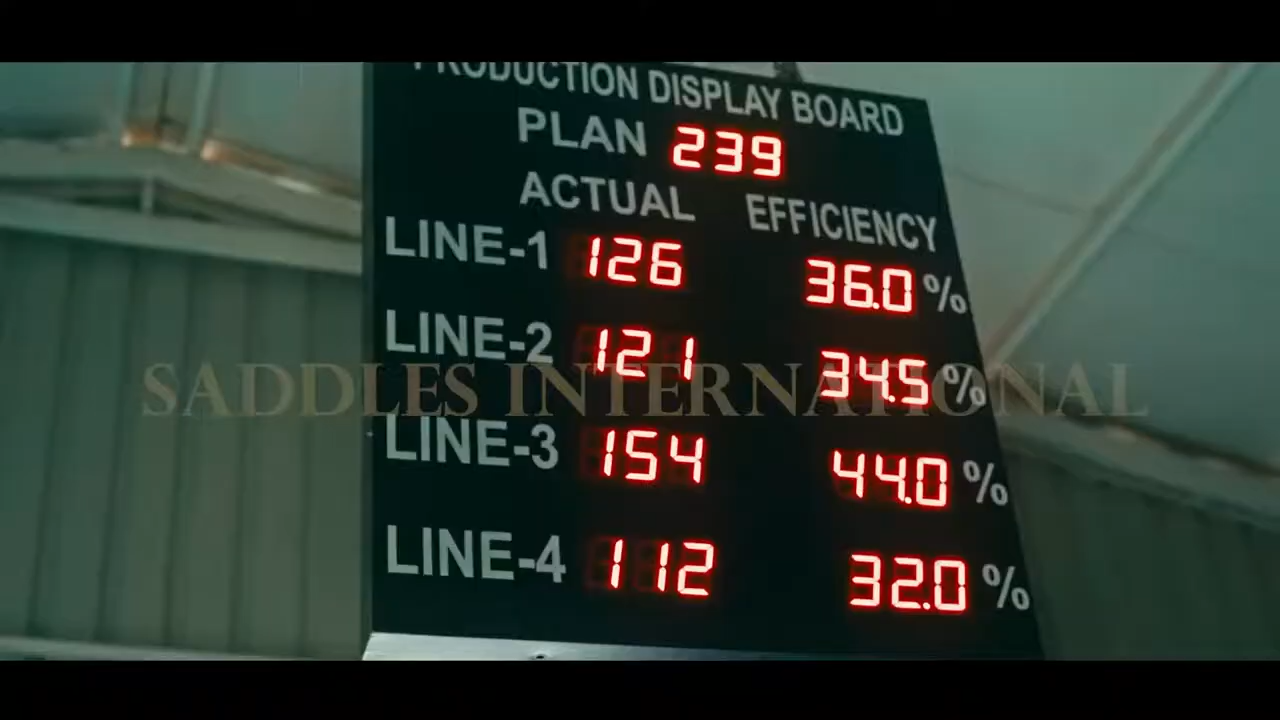 PRODUCTION DISPLAY BOARD
PLAN 239
ACTUAL EFFICIENCY
LINE-1 126 36.0 %
LINE-2 121 34.5 %
SADDLES INTERNATIONAL
LINE-3 154 44.0 %
LINE-4 112 32.0 %